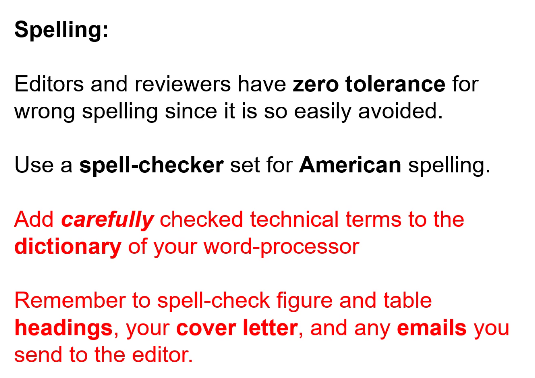 Spelling:
Editors and reviewers have zero tolerance for
wrong spelling since it is so easily avoided.
Use a spell-checker set for American spelling.
Add carefully checked technical terms to the
dictionary of your word-processor
Remember to spell-check figure and table
headings, your cover letter, and any emails you
send to the editor.